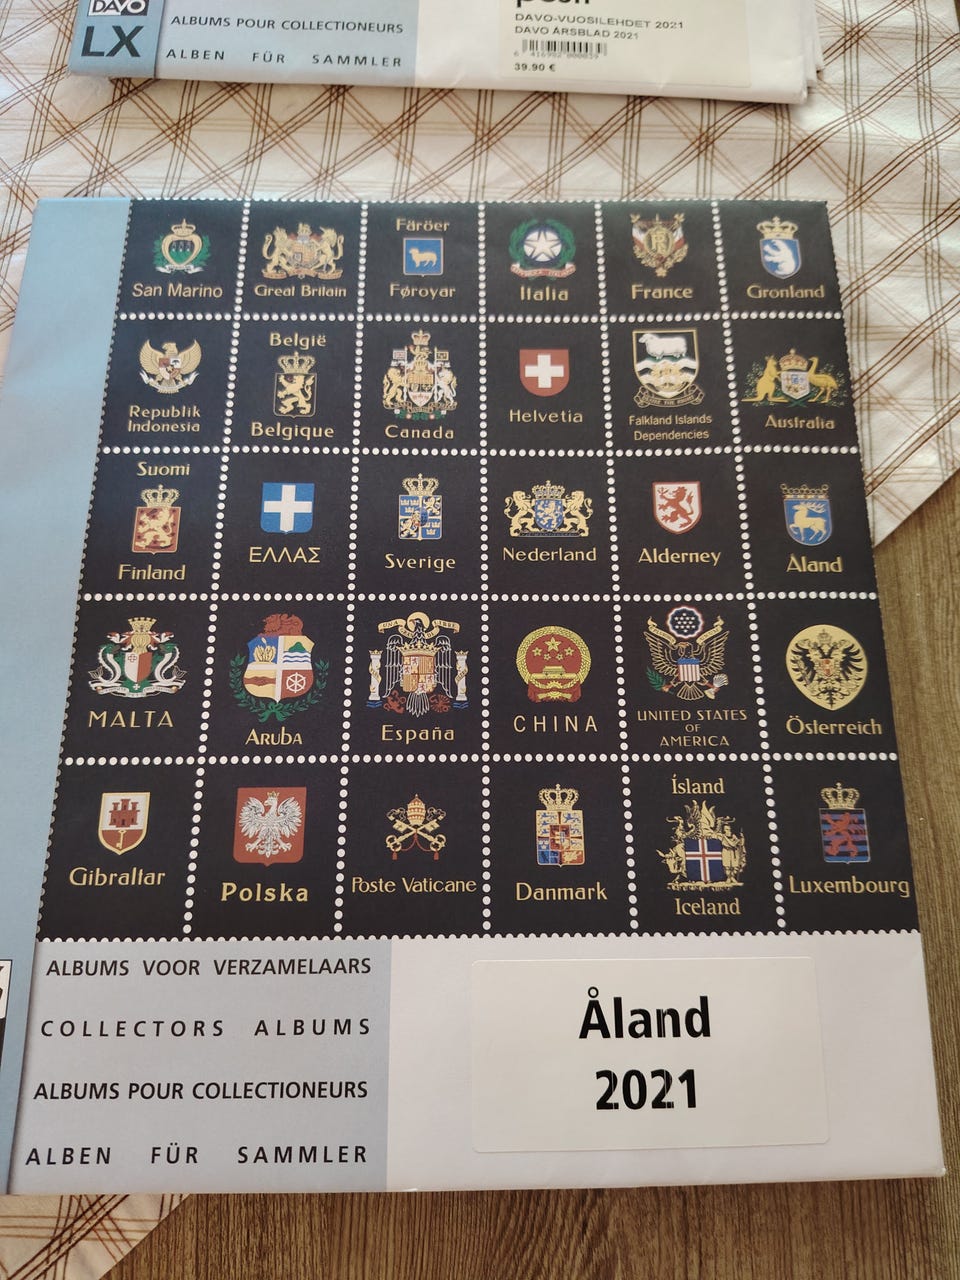 DAVO
LX
ALBUMS POUR COLLECTIONEURS
ALBEN FÜR SAMMLER
DAVO-VUOSILEHDET 2021
DAVO ÅRSBLAD 2021
39.90 €
San Marino
Great Britain
Färöer
Føroyar
Italia
France
Gronland
Republik
Indonesia
België
Belgique
Canada
Helvetia
Falkland Islands
Dependencies
Australia
Suomi
Finland
ΕΛΛΑΣ
Sverige
Nederland
Alderney
Åland
MALTA
ARUBA
España
CHINA
UNITED STATES
OF
AMERICA
Österreich
Gibraltar
Polska
Poste Vaticane
Danmark
Ísland
Iceland
Luxembourg
ALBUMS VOOR VERZAMELAARS
COLLECTORS ALBUMS
ALBUMS POUR COLLECTIONEURS
ALBEN FÜR SAMMLER
Åland
2021